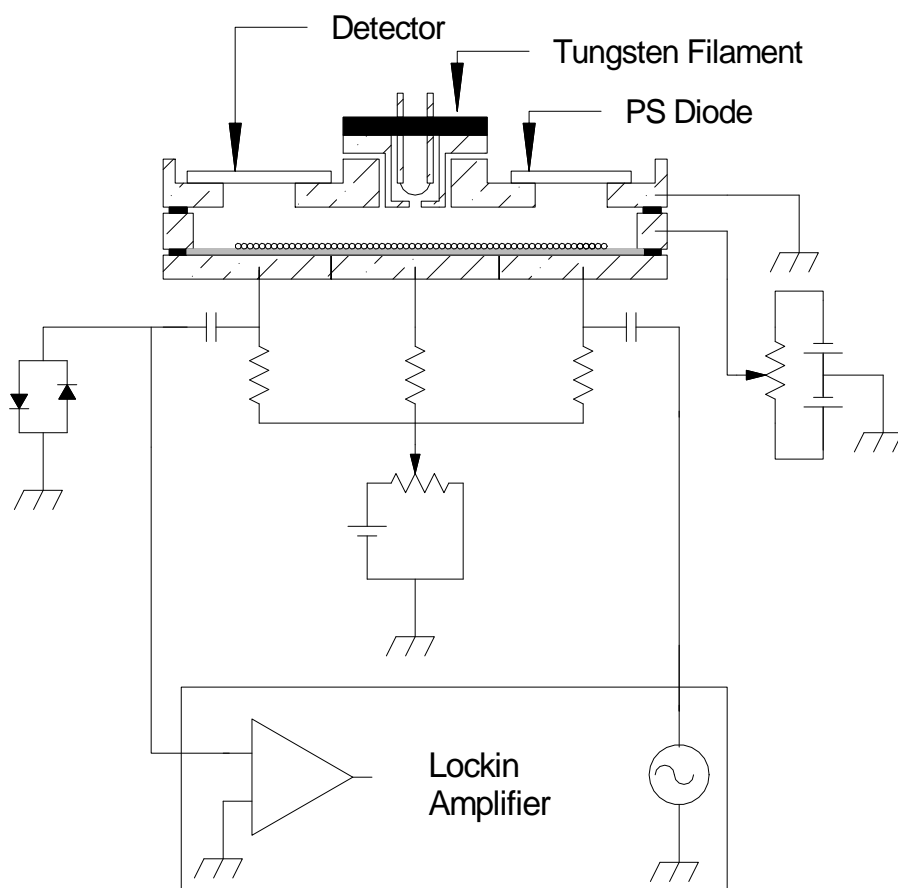 Detector
Tungsten Filament
PS Diode
Lockin
Amplifier